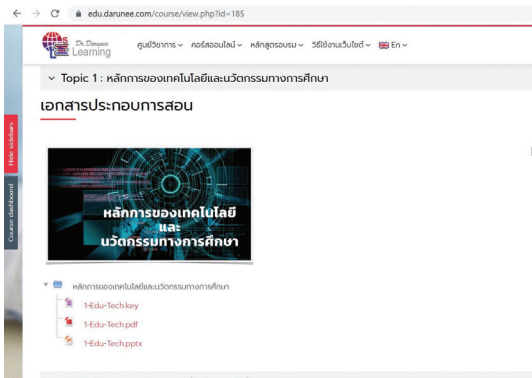 edu.darunee.com/course/view.php?id=185
Dr. Darunee
Learning
ศูนย์วิชาการ คอร์สออนไลน์ หลักสูตรอบรม วิธีใช้งานเว็บไซต์ En
Topic 1 : หลักการของเทคโนโลยีและนวัตกรรมทางการศึกษา
เอกสารประกอบการสอน
Hide sidebars
Course dashboard
หลักการของเทคโนโลยี
และ
นวัตกรรมทางการศึกษา
หลักการของเทคโนโลยีและนวัตกรรมทางการศึกษา
1-Edu-Tech.key
1-Edu-Tech.pdf
1-Edu-Tech.pptx